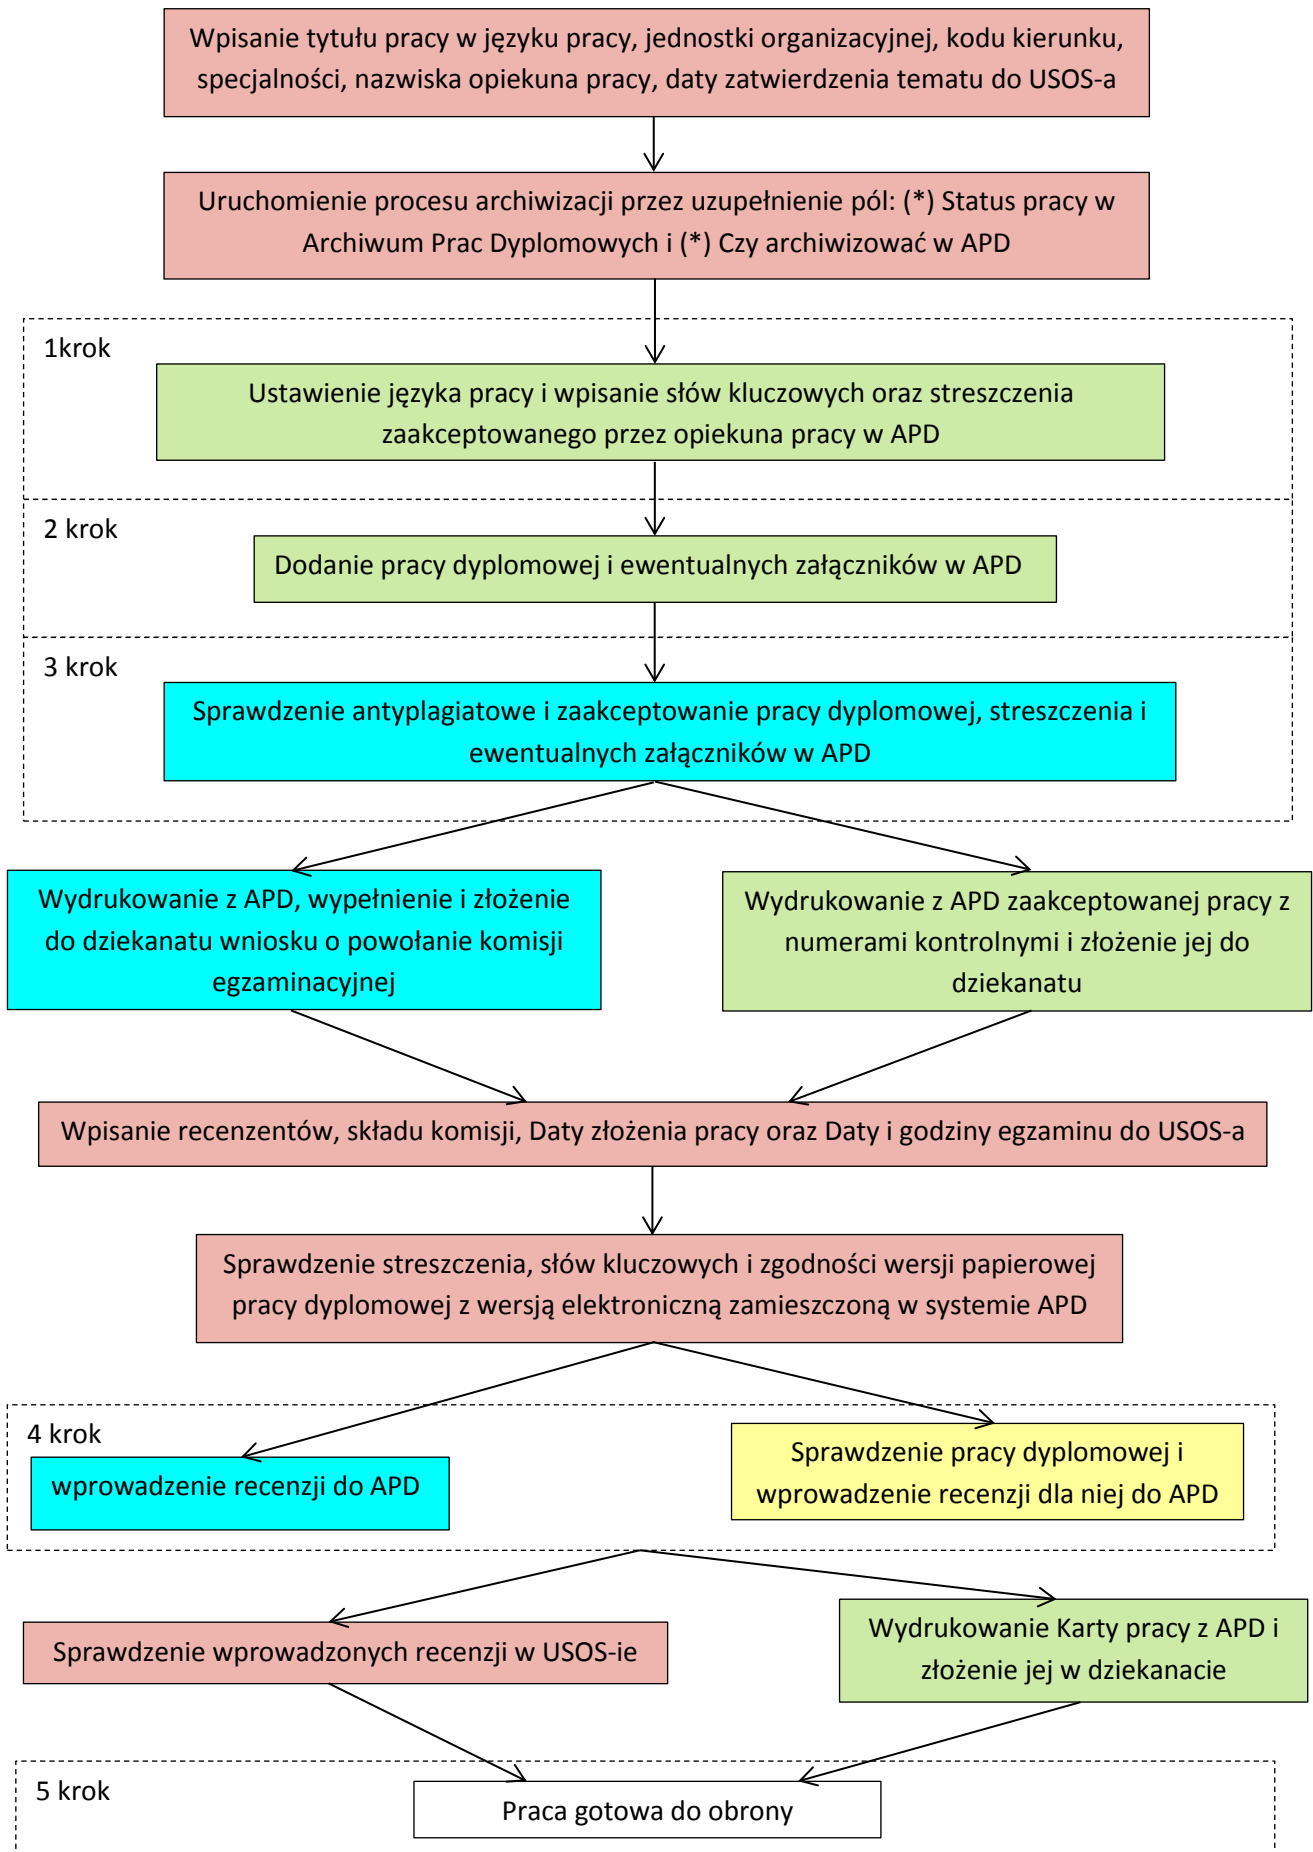 Wpisanie tytułu pracy w języku pracy, jednostki organizacyjnej, kodu kierunku,
specjalności, nazwiska opiekuna pracy, daty zatwierdzenia tematu do USOS-a
Uruchomienie procesu archiwizacji przez uzupełnienie pól: (*) Status pracy w
Archiwum Prac Dyplomowych i (*) Czy archiwizować w APD
1krok
Ustawienie języka pracy i wpisanie słów kluczowych oraz streszczenia
zaakceptowanego przez opiekuna pracy w APD
2 krok
Dodanie pracy dyplomowej i ewentualnych załączników w APD
3 krok
Sprawdzenie antyplagiatowe i zaakceptowanie pracy dyplomowej, streszczenia i
ewentualnych załączników w APD
Wydrukowanie z APD, wypełnienie i złożenie
do dziekanatu wniosku o powołanie komisji
egzaminacyjnej
Wydrukowanie z APD zaakceptowanej pracy z
numerami kontrolnymi i złożenie jej do
dziekanatu
Wpisanie recenzentów, składu komisji, Daty złożenia pracy oraz Daty i godziny egzaminu do USOS-a
Sprawdzenie streszczenia, słów kluczowych i zgodności wersji papierowej
pracy dyplomowej z wersją elektroniczną zamieszczoną w systemie APD
4 krok
wprowadzenie recenzji do APD
Sprawdzenie pracy dyplomowej i
wprowadzenie recenzji dla niej do APD
Sprawdzenie wprowadzonych recenzji w USOS-ie
Wydrukowanie Karty pracy z APD i
złożenie jej w dziekanacie
5 krok
Praca gotowa do obrony